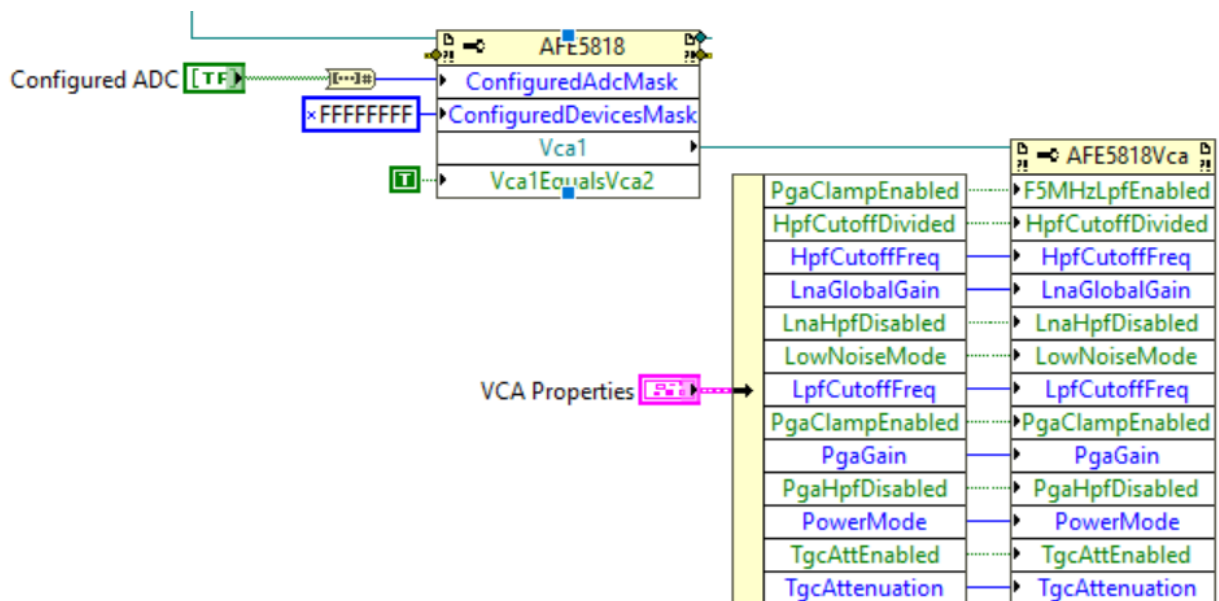 AFE5818
Configured ADC
TF
[···]#
ConfiguredAdcMask
×FFFFFFFF
ConfiguredDevicesMask
Vca1
T
Vca1EqualsVca2
AFE5818Vca
PgaClampEnabled
F5MHzLpfEnabled
HpfCutoffDivided
HpfCutoffDivided
HpfCutoffFreq
HpfCutoffFreq
LnaGlobalGain
LnaGlobalGain
LnaHpfDisabled
LnaHpfDisabled
LowNoiseMode
LowNoiseMode
VCA Properties
LpfCutoffFreq
LpfCutoffFreq
PgaClampEnabled
PgaClampEnabled
PgaGain
PgaGain
PgaHpfDisabled
PgaHpfDisabled
PowerMode
PowerMode
TgcAttEnabled
TgcAttEnabled
TgcAttenuation
TgcAttenuation